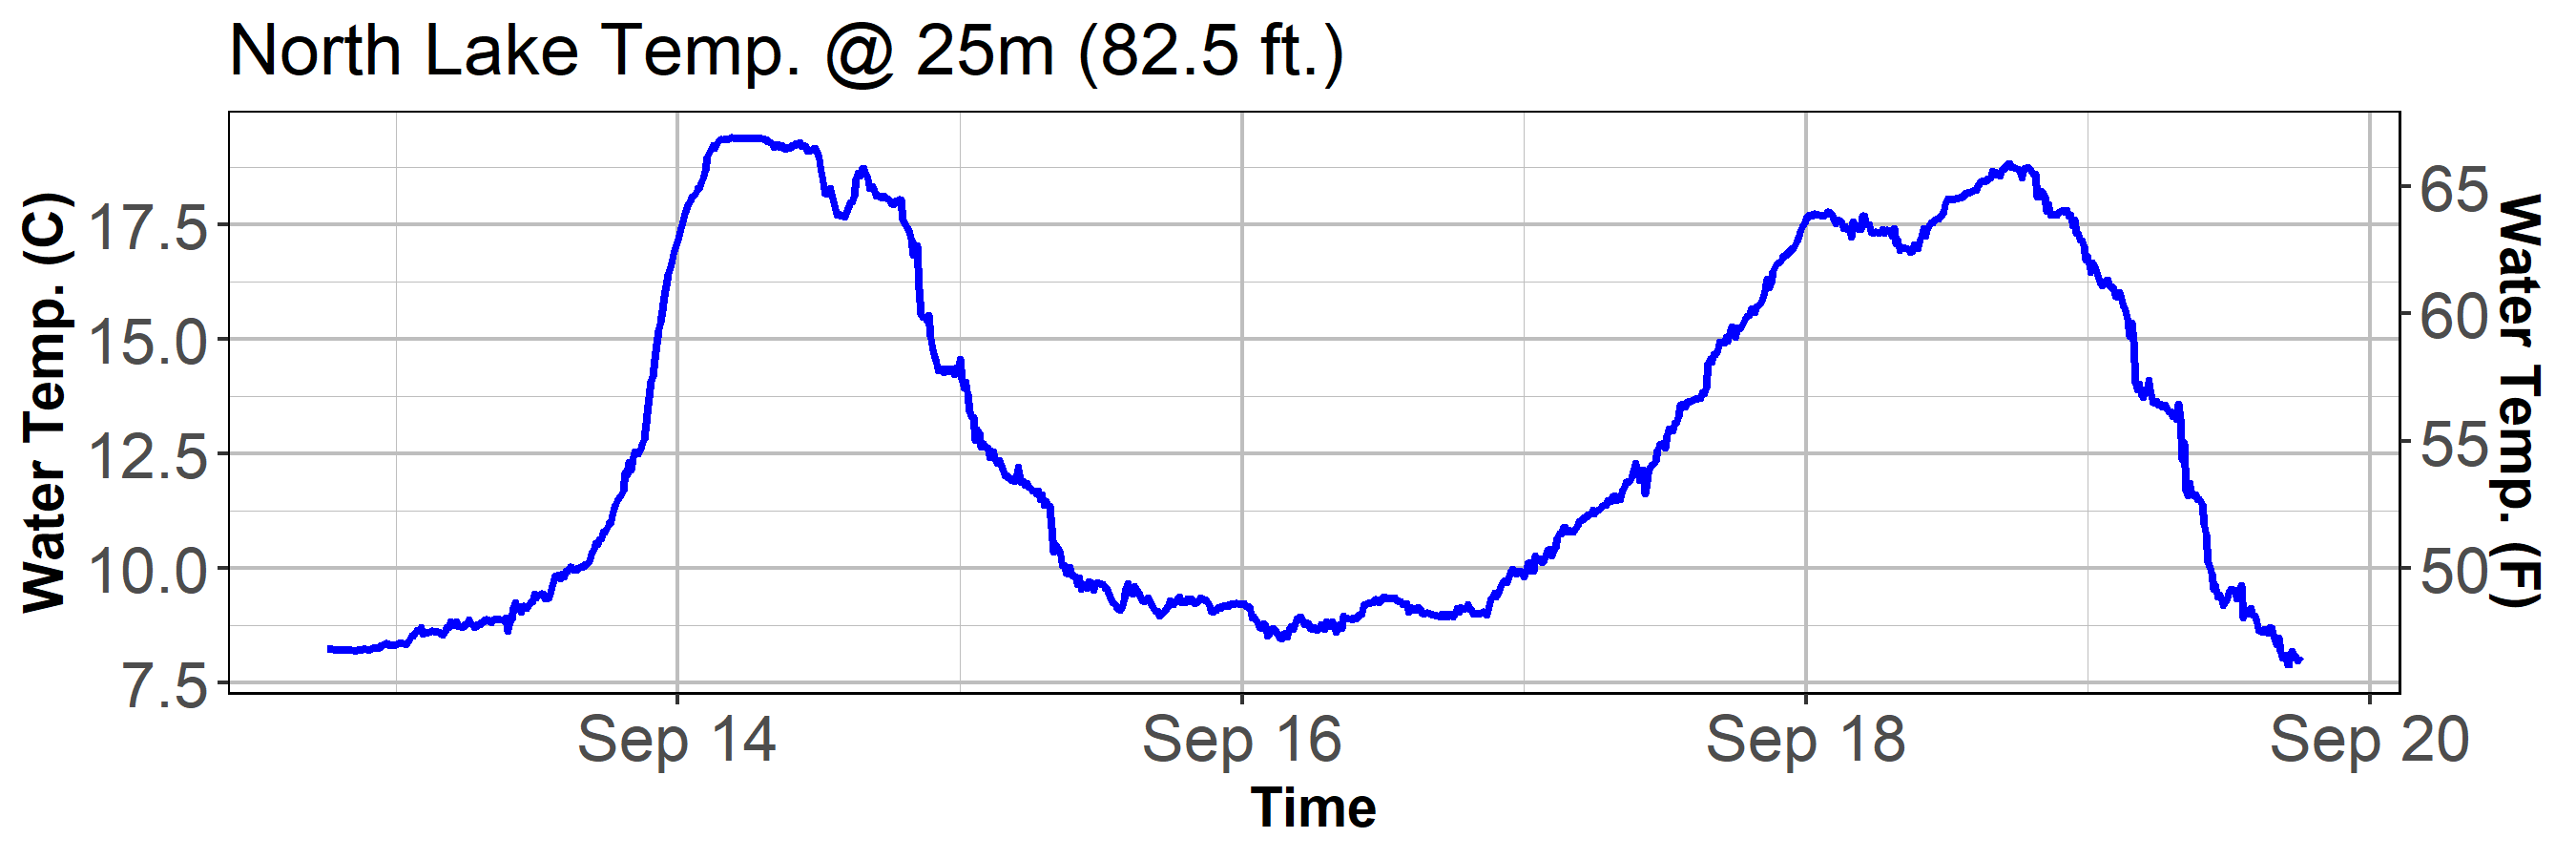 North Lake Temp. @ 25m (82.5 ft.)
Water Temp. (C)
17.5
15.0
12.5
10.0
7.5
65
60
55
50
Water Temp. (F)
Sep 14
Sep 16
Sep 18
Sep 20
Time